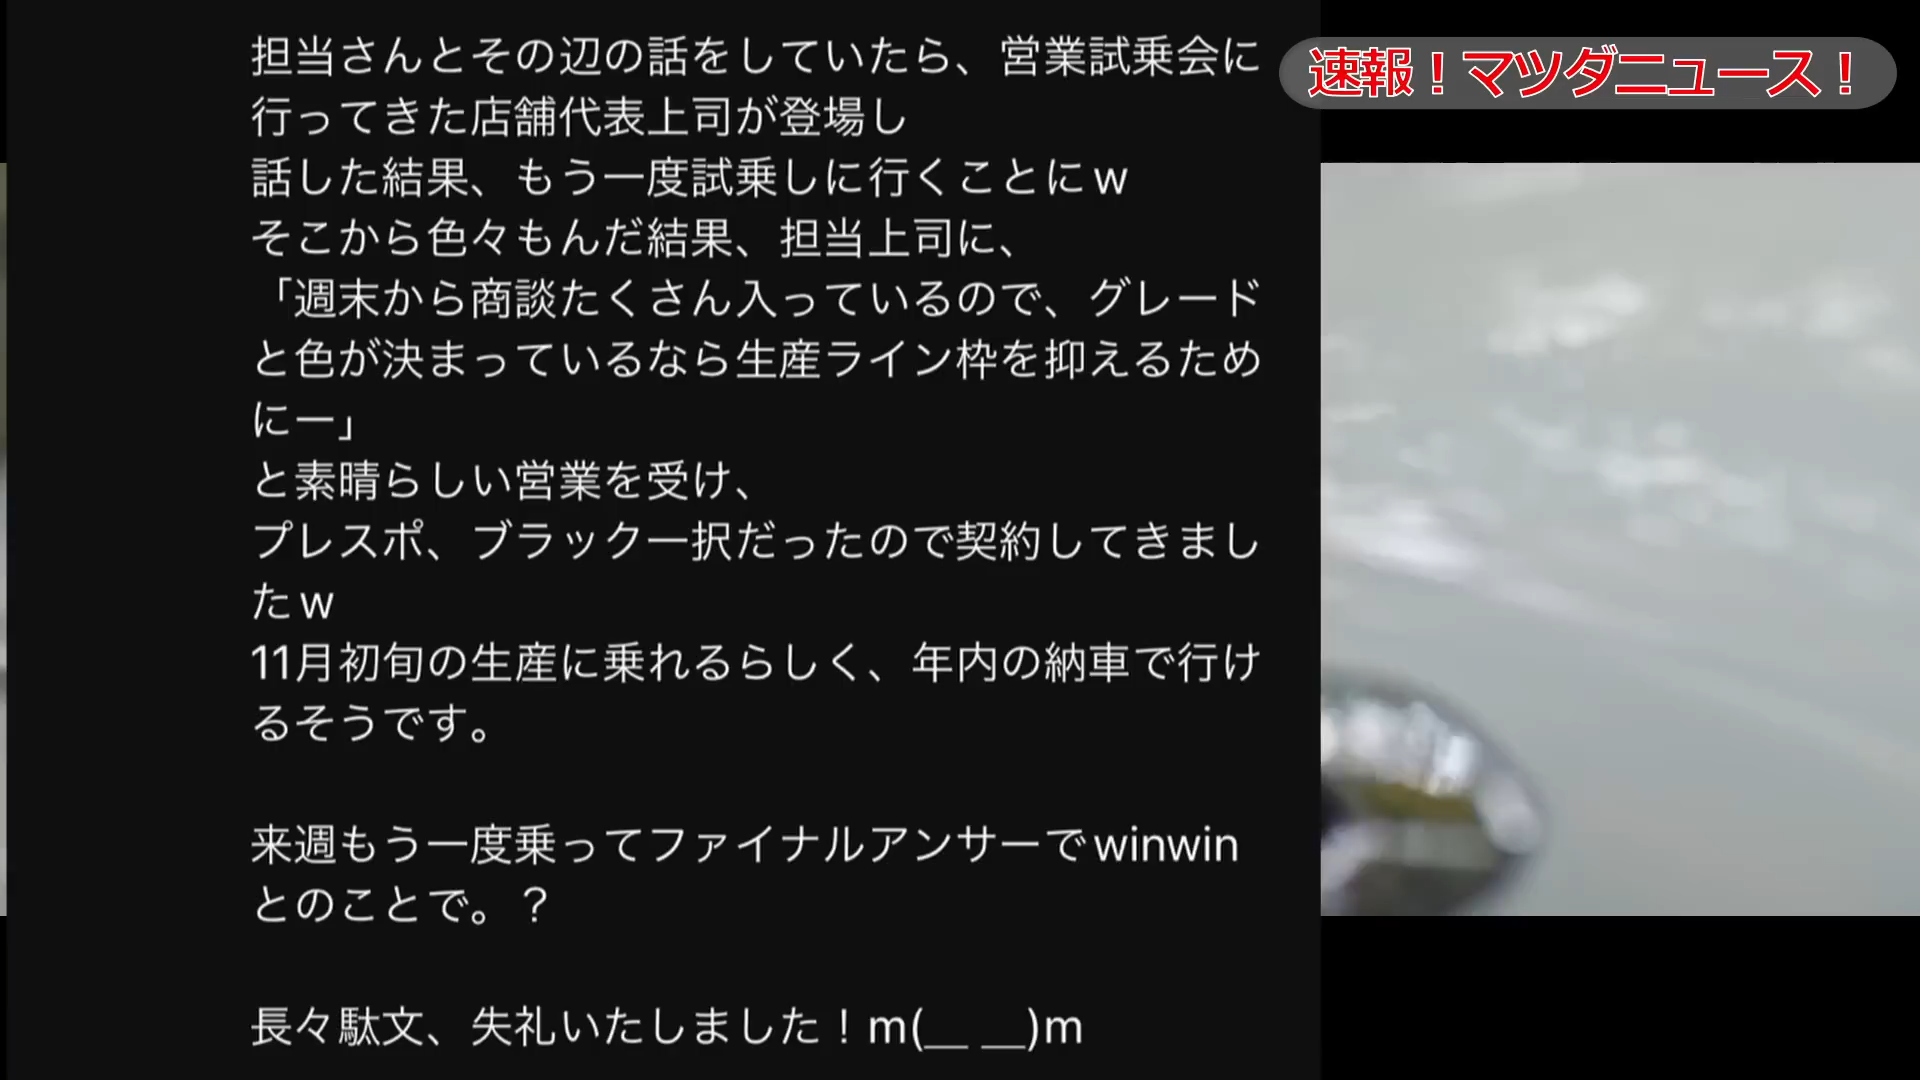 担当さんとその辺の話をしていたら、営業試乗会に
行ってきた店舗代表上司が登場し
話した結果、もう一度試乗しに行くことにｗ
そこから色々もんだ結果、担当上司に、
「週末から商談たくさん入っているので、グレード
と色が決まっているなら生産ライン枠を抑えるため
にー」
と素晴らしい営業を受け、
プレスポ、ブラック一択だったので契約してきまし
たｗ
11月初旬の生産に乗れるらしく、年内の納車で行け
るそうです。
来週もう一度乗ってファイナルアンサーでwinwin
とのことで。？
長々駄文、失礼いたしました！m(__ __)m
速報！マツダニュース！